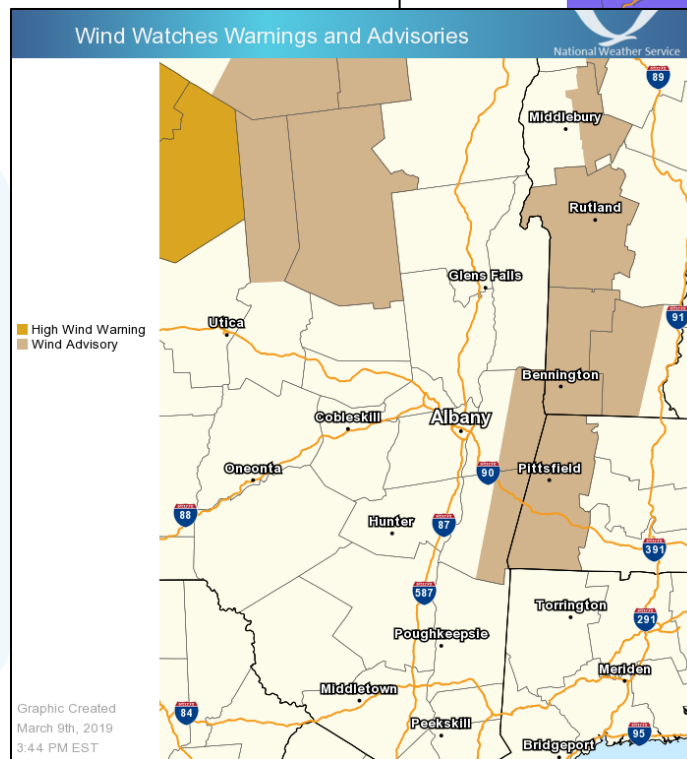 Wind Watches Warnings and Advisories
National Weather Service
89
Middlebury
Rutland
Glens Falls
High Wind Warning
Wind Advisory
Utica
91
Bennington
Cobleskill
Albany
Oneonta
90
Pittsfield
88
Hunter
87
391
587
Torrington
291
Poughkeepsie
Meriden
Middletown
84
Peekskill
95
Bridgeport
Graphic Created
March 9th, 2019
3:44 PM EST